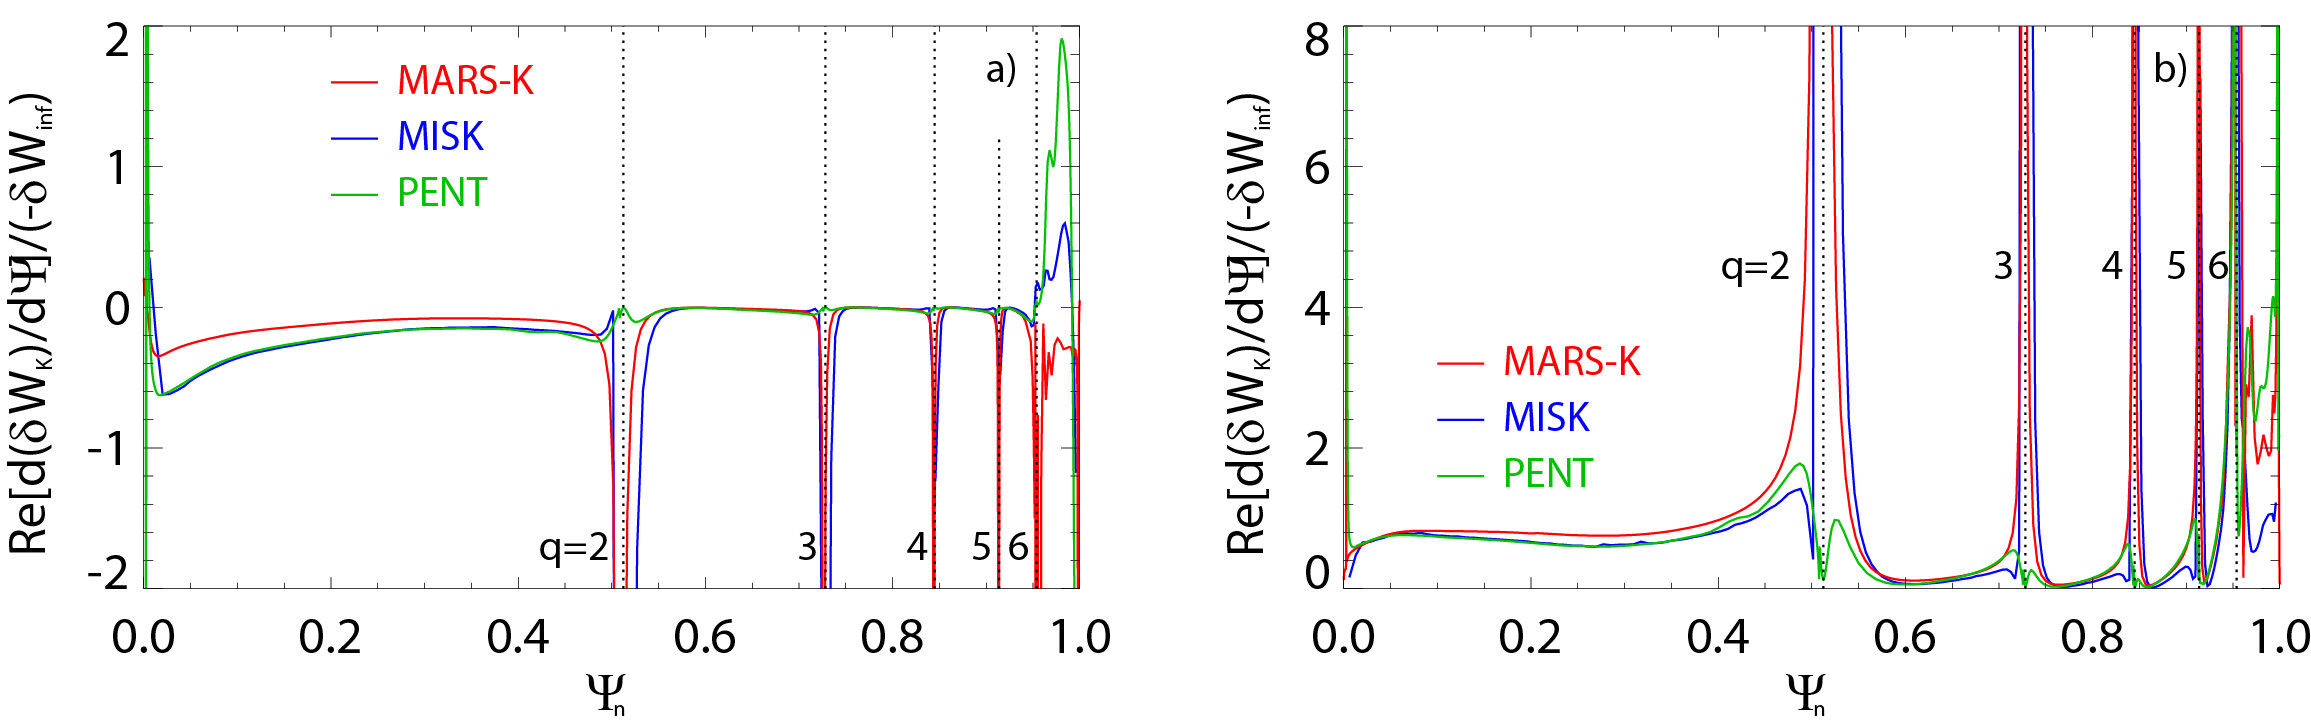 Re[d(δW_K)/dΨ]/(-δW_inf)
2
1
0
-1
-2
a)
MARS-K
MISK
PENT
q=2
3
4
5
6
0.0 0.2 0.4 0.6 0.8 1.0
Ψ_n
Re[d(δW_K)/dΨ]/(-δW_inf)
8
6
4
2
0
b)
q=2
3
4
5
6
MARS-K
MISK
PENT
0.0 0.2 0.4 0.6 0.8 1.0
Ψ_n